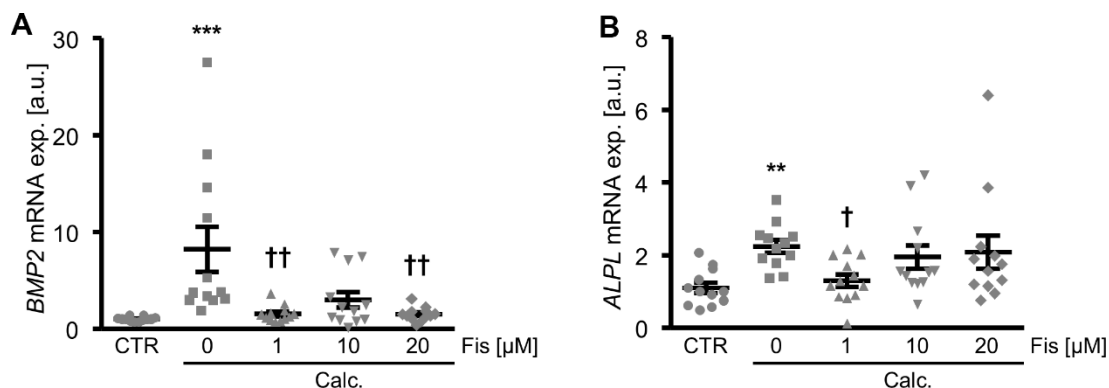 A
BMP2 mRNA exp. [a.u.]
30
20
10
0
***
††
††
CTR 0 1 10 20 Fis [µM]
Calc.
B
ALPL mRNA exp. [a.u.]
8
6
4
2
0
**
†
CTR 0 1 10 20 Fis [µM]
Calc.